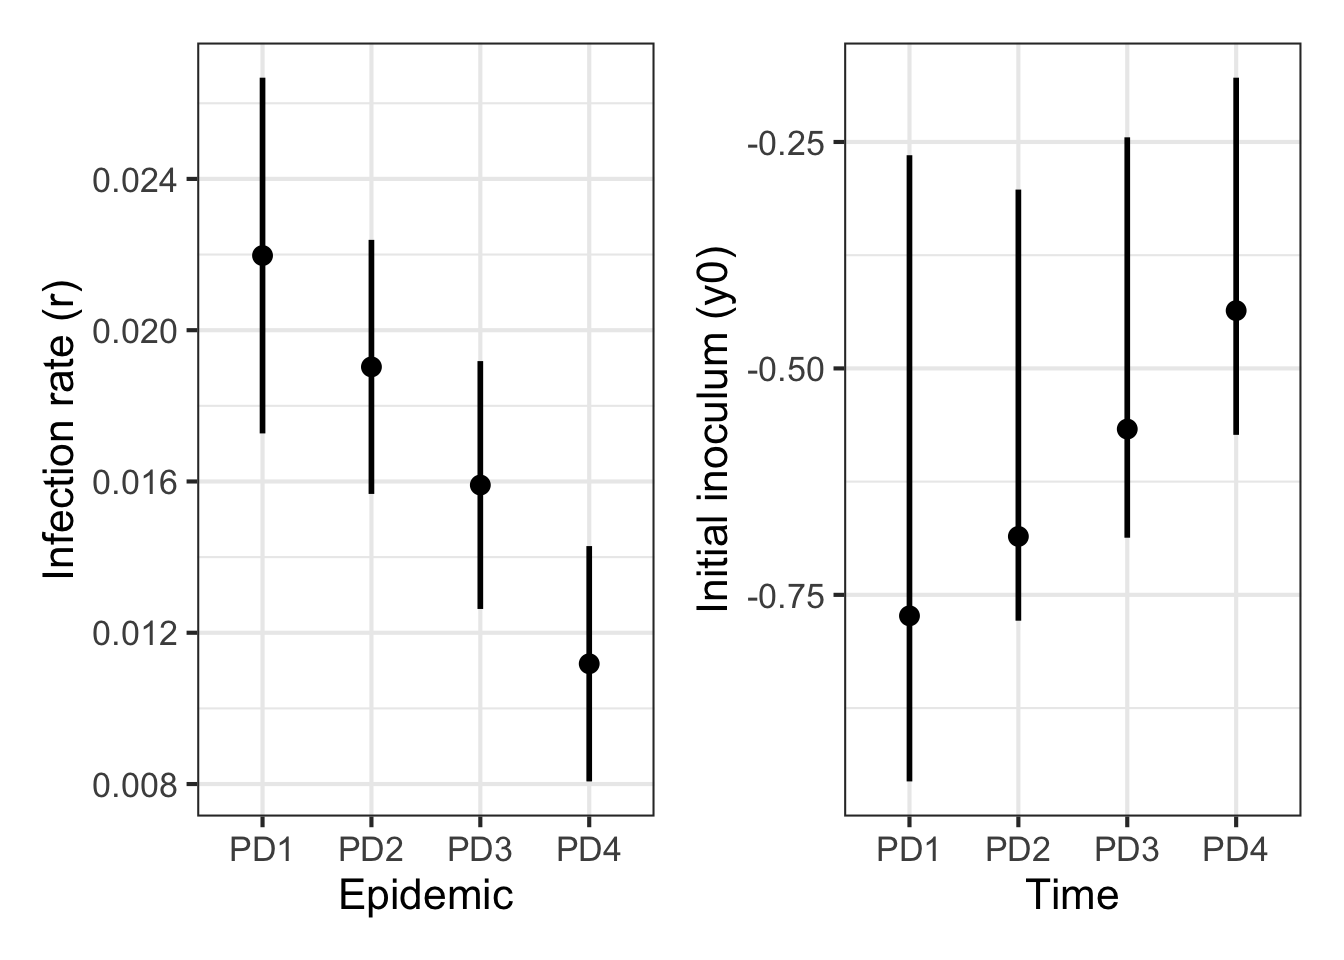 Infection rate (r)
0.024
0.020
0.016
0.012
0.008
PD1 PD2 PD3 PD4
Epidemic
Initial inoculum (y0)
-0.25
-0.50
-0.75
PD1 PD2 PD3 PD4
Time